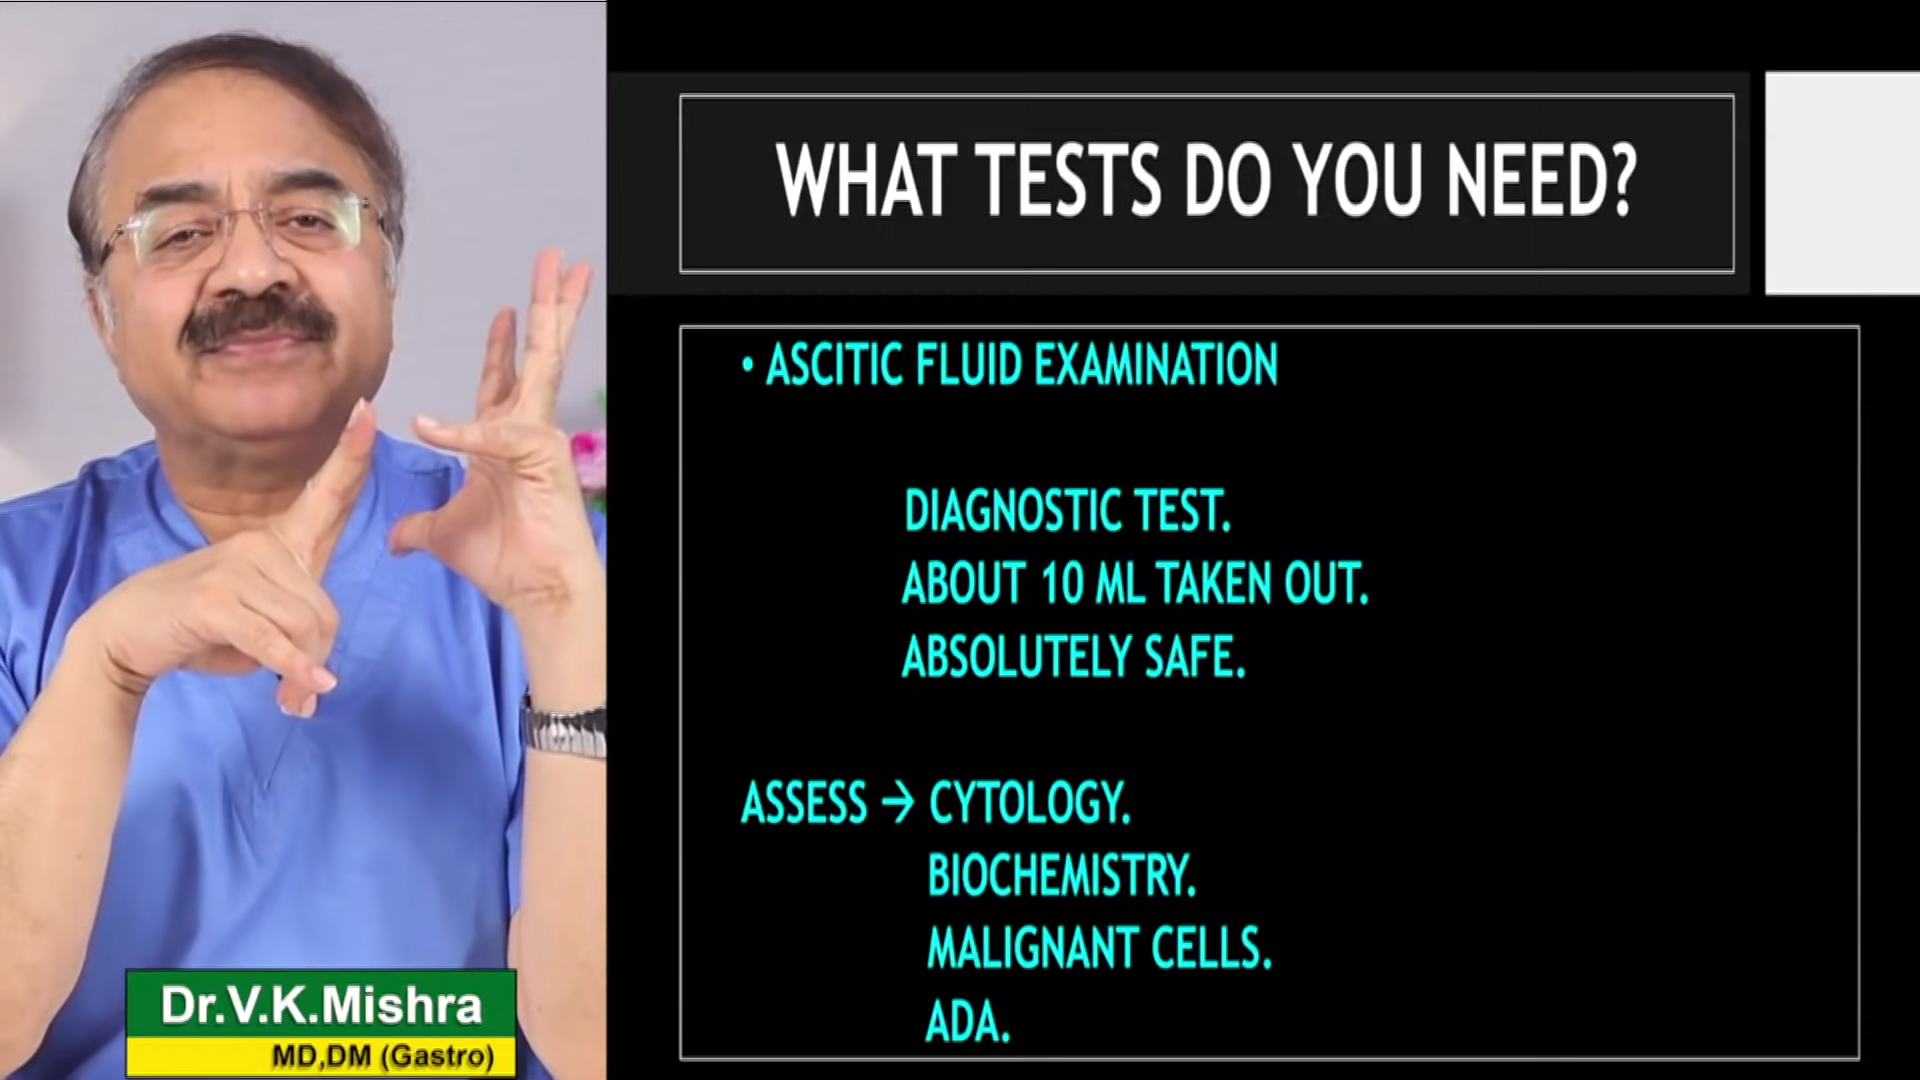 WHAT TESTS DO YOU NEED?
• ASCITIC FLUID EXAMINATION
DIAGNOSTIC TEST.
ABOUT 10 ML TAKEN OUT.
ABSOLUTELY SAFE.
ASSESS → CYTOLOGY.
BIOCHEMISTRY.
MALIGNANT CELLS.
ADA.
Dr.V.K.Mishra
MD,DM (Gastro)